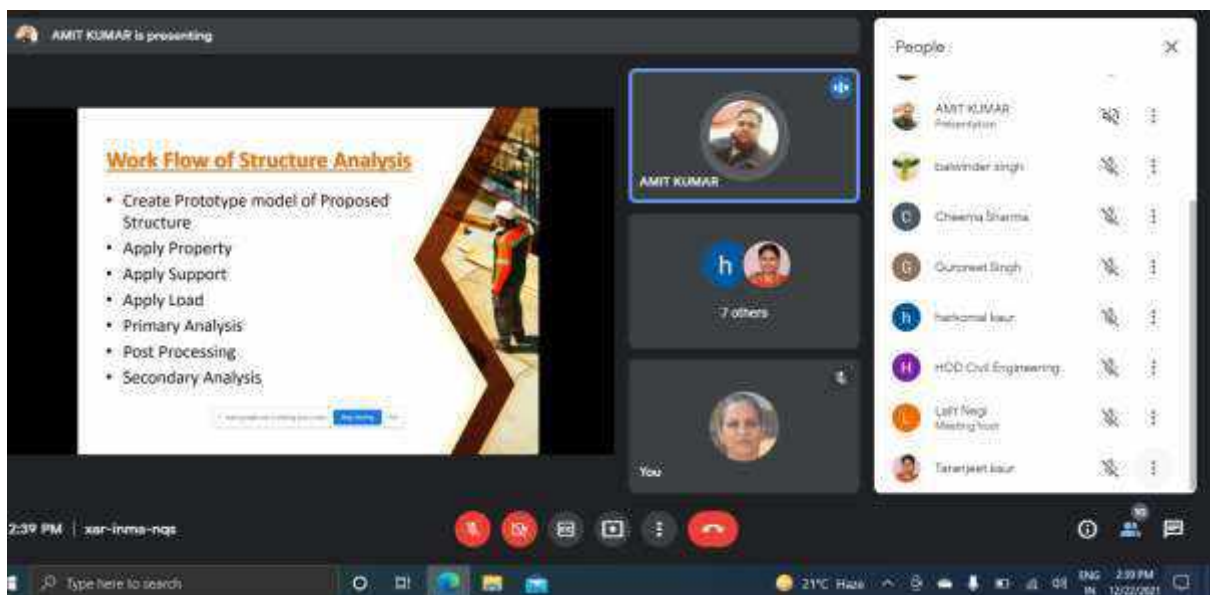 AMIT KUMAR is presenting
Work Flow of Structure Analysis
• Create Prototype model of Proposed
Structure
• Apply Property
• Apply Support
• Apply Load
• Primary Analysis
• Post Processing
• Secondary Analysis
AMIT KUMAR
h
7 others
You
People
AMIT KUMAR
Presentation
balwinder singh
C
Cheema Sharma
G
Gurpreet Singh
h
harkomal kaur
H
HOD Civil Engineering
L
Lalit Negi
Meeting host
Taranjeet kaur
2:39 PM | xar-inma-nqs
10
Type here to search
21°C Haze
ENG
IN
2:39 PM
12/22/2021